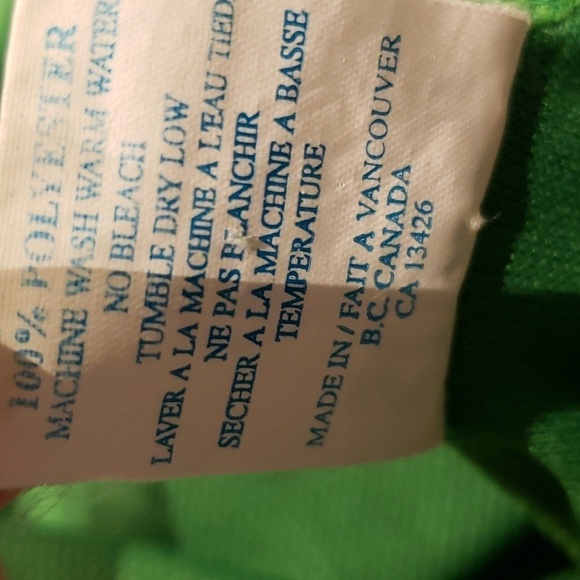 100% POLYESTER
MACHINE WASH WARM WATER
NO BLEACH
TUMBLE DRY LOW
LAVER A LA MACHINE A L'EAU TIED
NE PAS BLANCHIR
SECHER A LA MACHINE A BASSE
TEMPERATURE
MADE IN / FAIT A VANCOUVER
B.C. CANADA
CA 13426